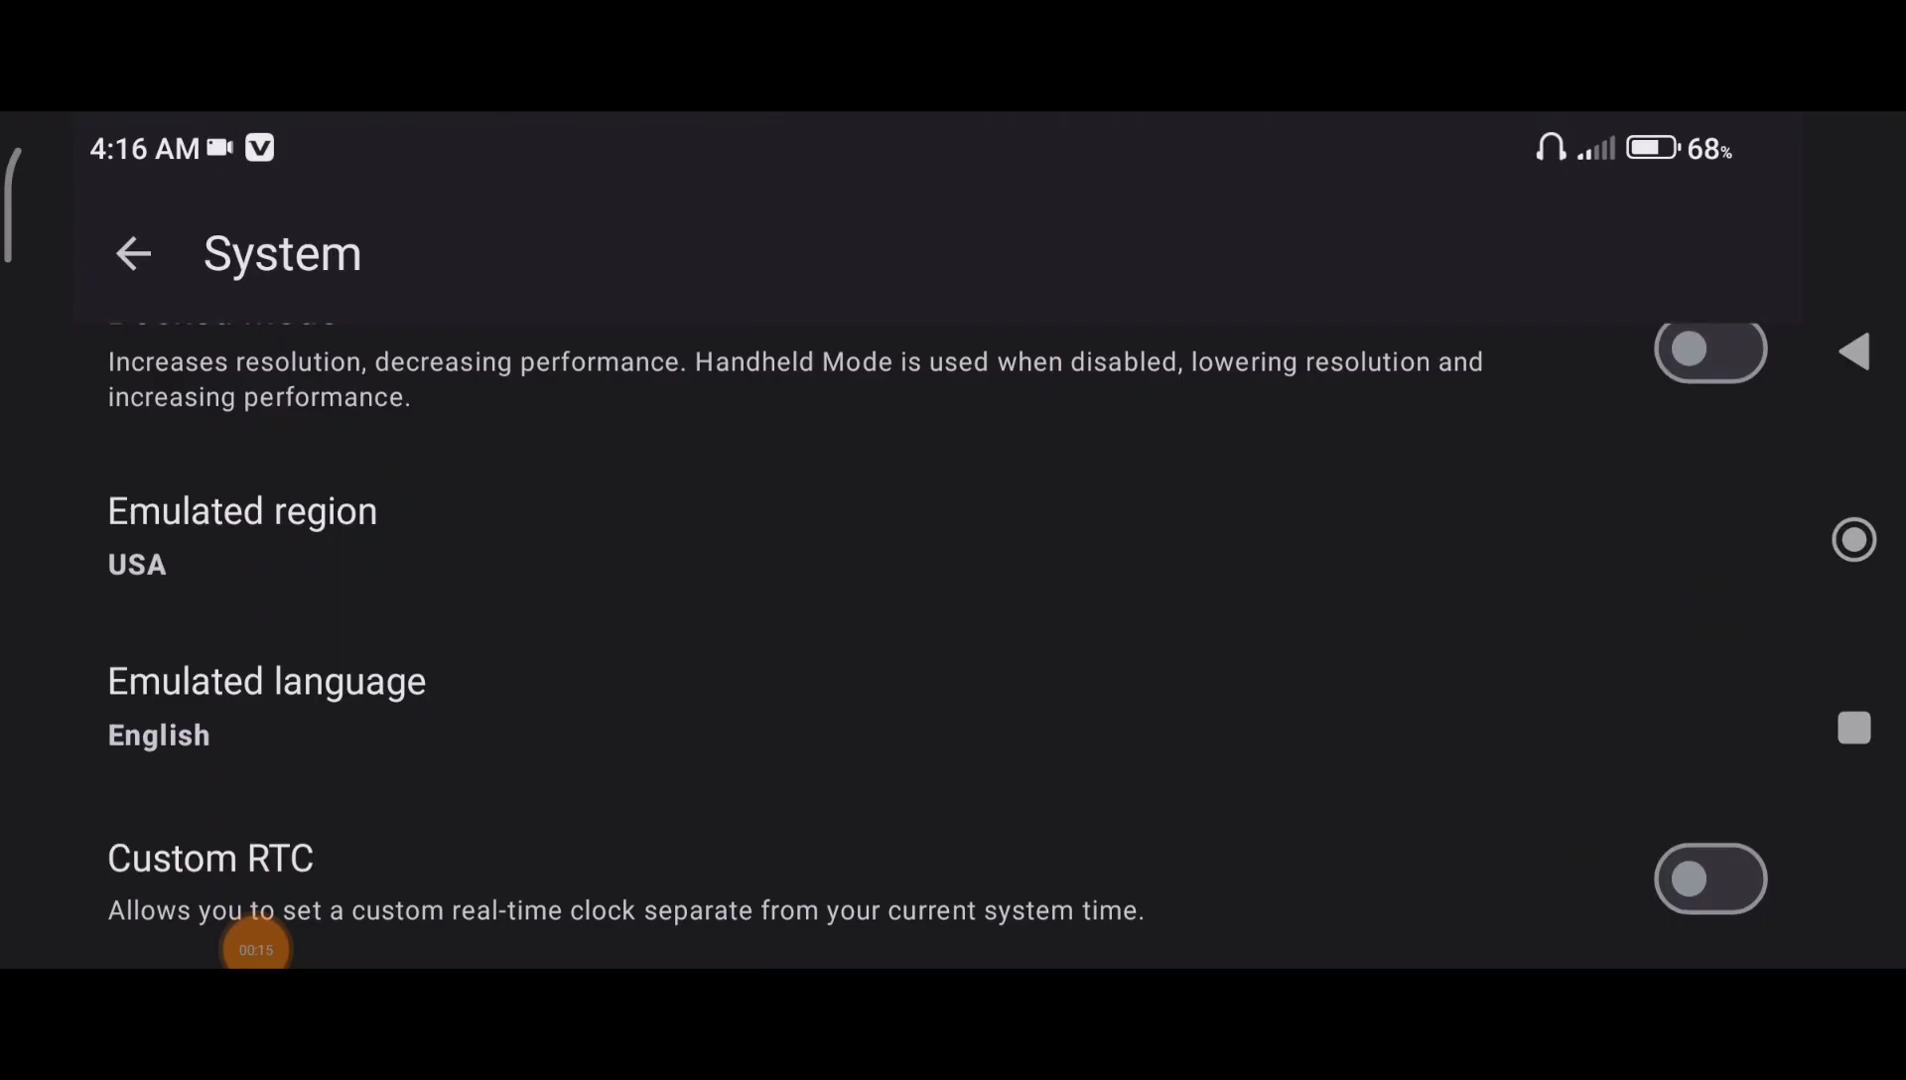 4:16 AM
68%
System
Increases resolution, decreasing performance. Handheld Mode is used when disabled, lowering resolution and
increasing performance.
Emulated region
USA
Emulated language
English
Custom RTC
Allows you to set a custom real-time clock separate from your current system time.
00:15